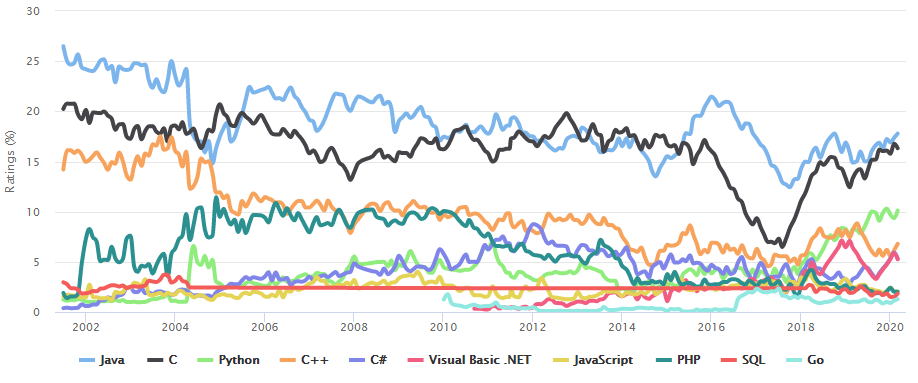 30
25
20
15
10
5
0
Ratings (%)
2002 2004 2006 2008 2010 2012 2014 2016 2018 2020
Java C Python C++ C# Visual Basic .NET JavaScript PHP SQL Go